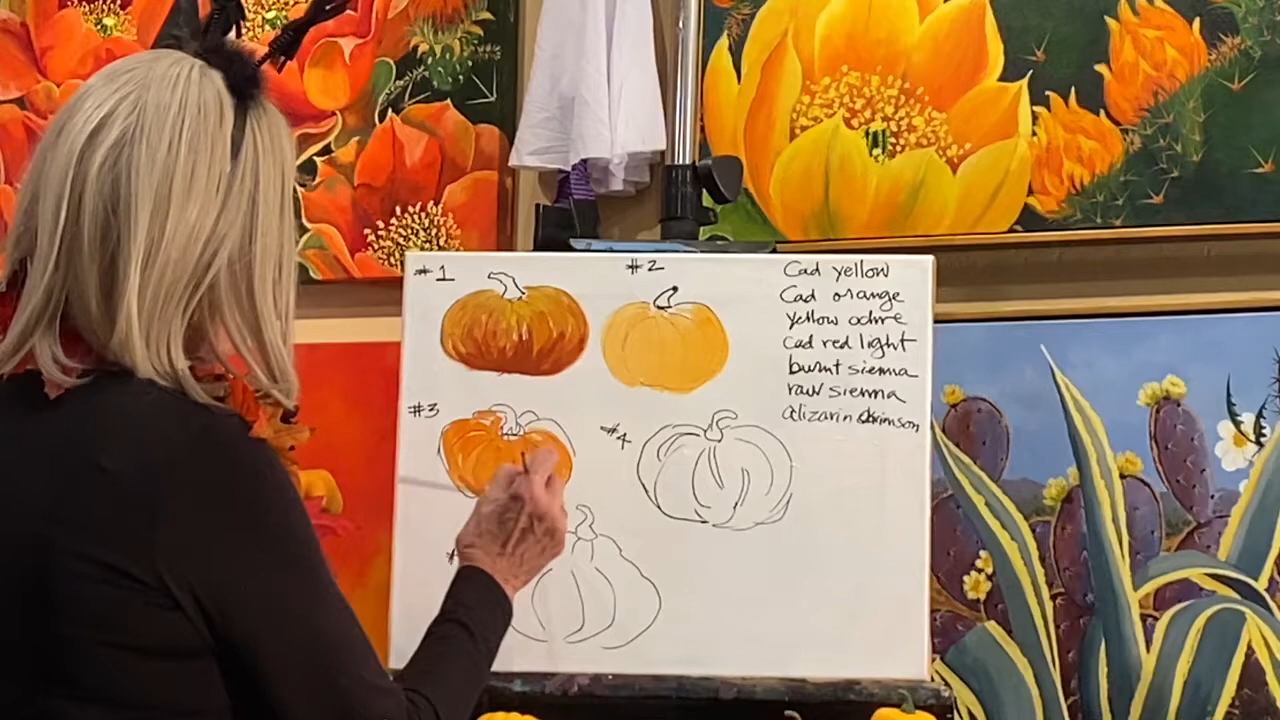 #1
#2
Cad yellow
Cad orange
Yellow ochre
Cad red light
burnt sienna
raw sienna
alizarin crimson
#3
#4